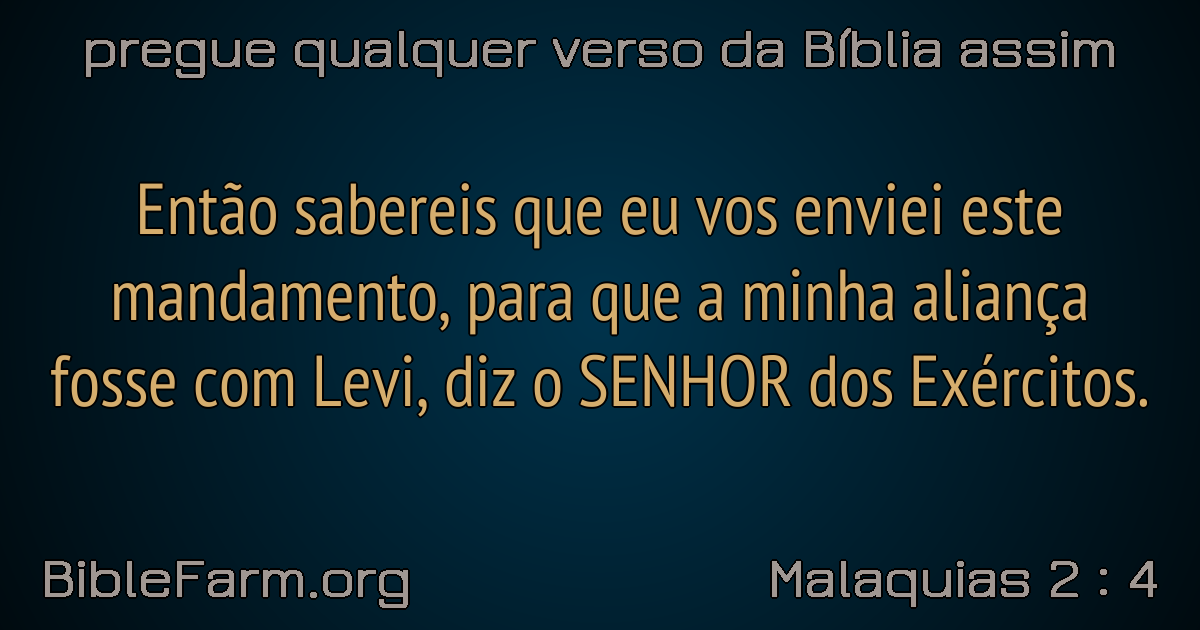 pregue qualquer verso da Bíblia assim
Então sabereis que eu vos enviei este
mandamento, para que a minha aliança
fosse com Levi, diz o SENHOR dos Exércitos.
BibleFarm.org
Malaquias 2 : 4